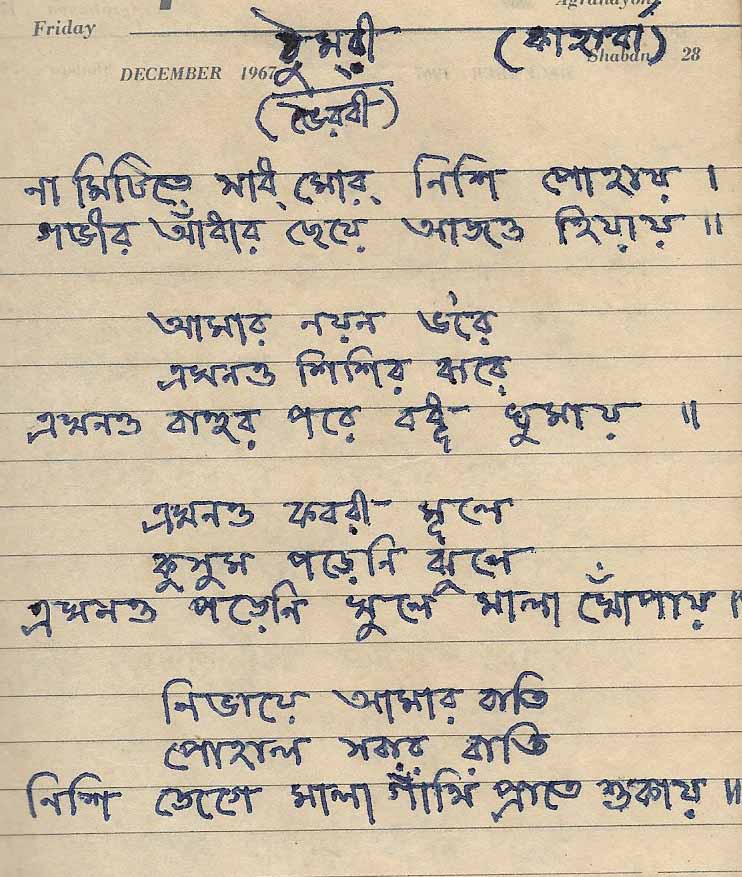 Agrahayon
Friday ঠুমরী (কাহারবা)
DECEMBER 1967 Shaban 28
(ভৈরবী)
না মিটিতে সাধ মোর নিশি পোহায় ।
গভীর আঁধার ছেয়ে আজও হিয়ায় ॥
আমার নয়ন ভ'রে
এখনও শিশির ঝরে
এখনও বাহুর পরে বধূ ঘুমায় ॥
এখনও কবরী মূলে
কুসুম পড়েনি ঝুলে
এখনও পড়েনি খুলে মালা খোঁপায় ॥
নিভায়ে আমার বাতি
পোহাল সবার রাতি
নিশি জেগে মালা গাঁথি প্রাতে শুকায় ॥